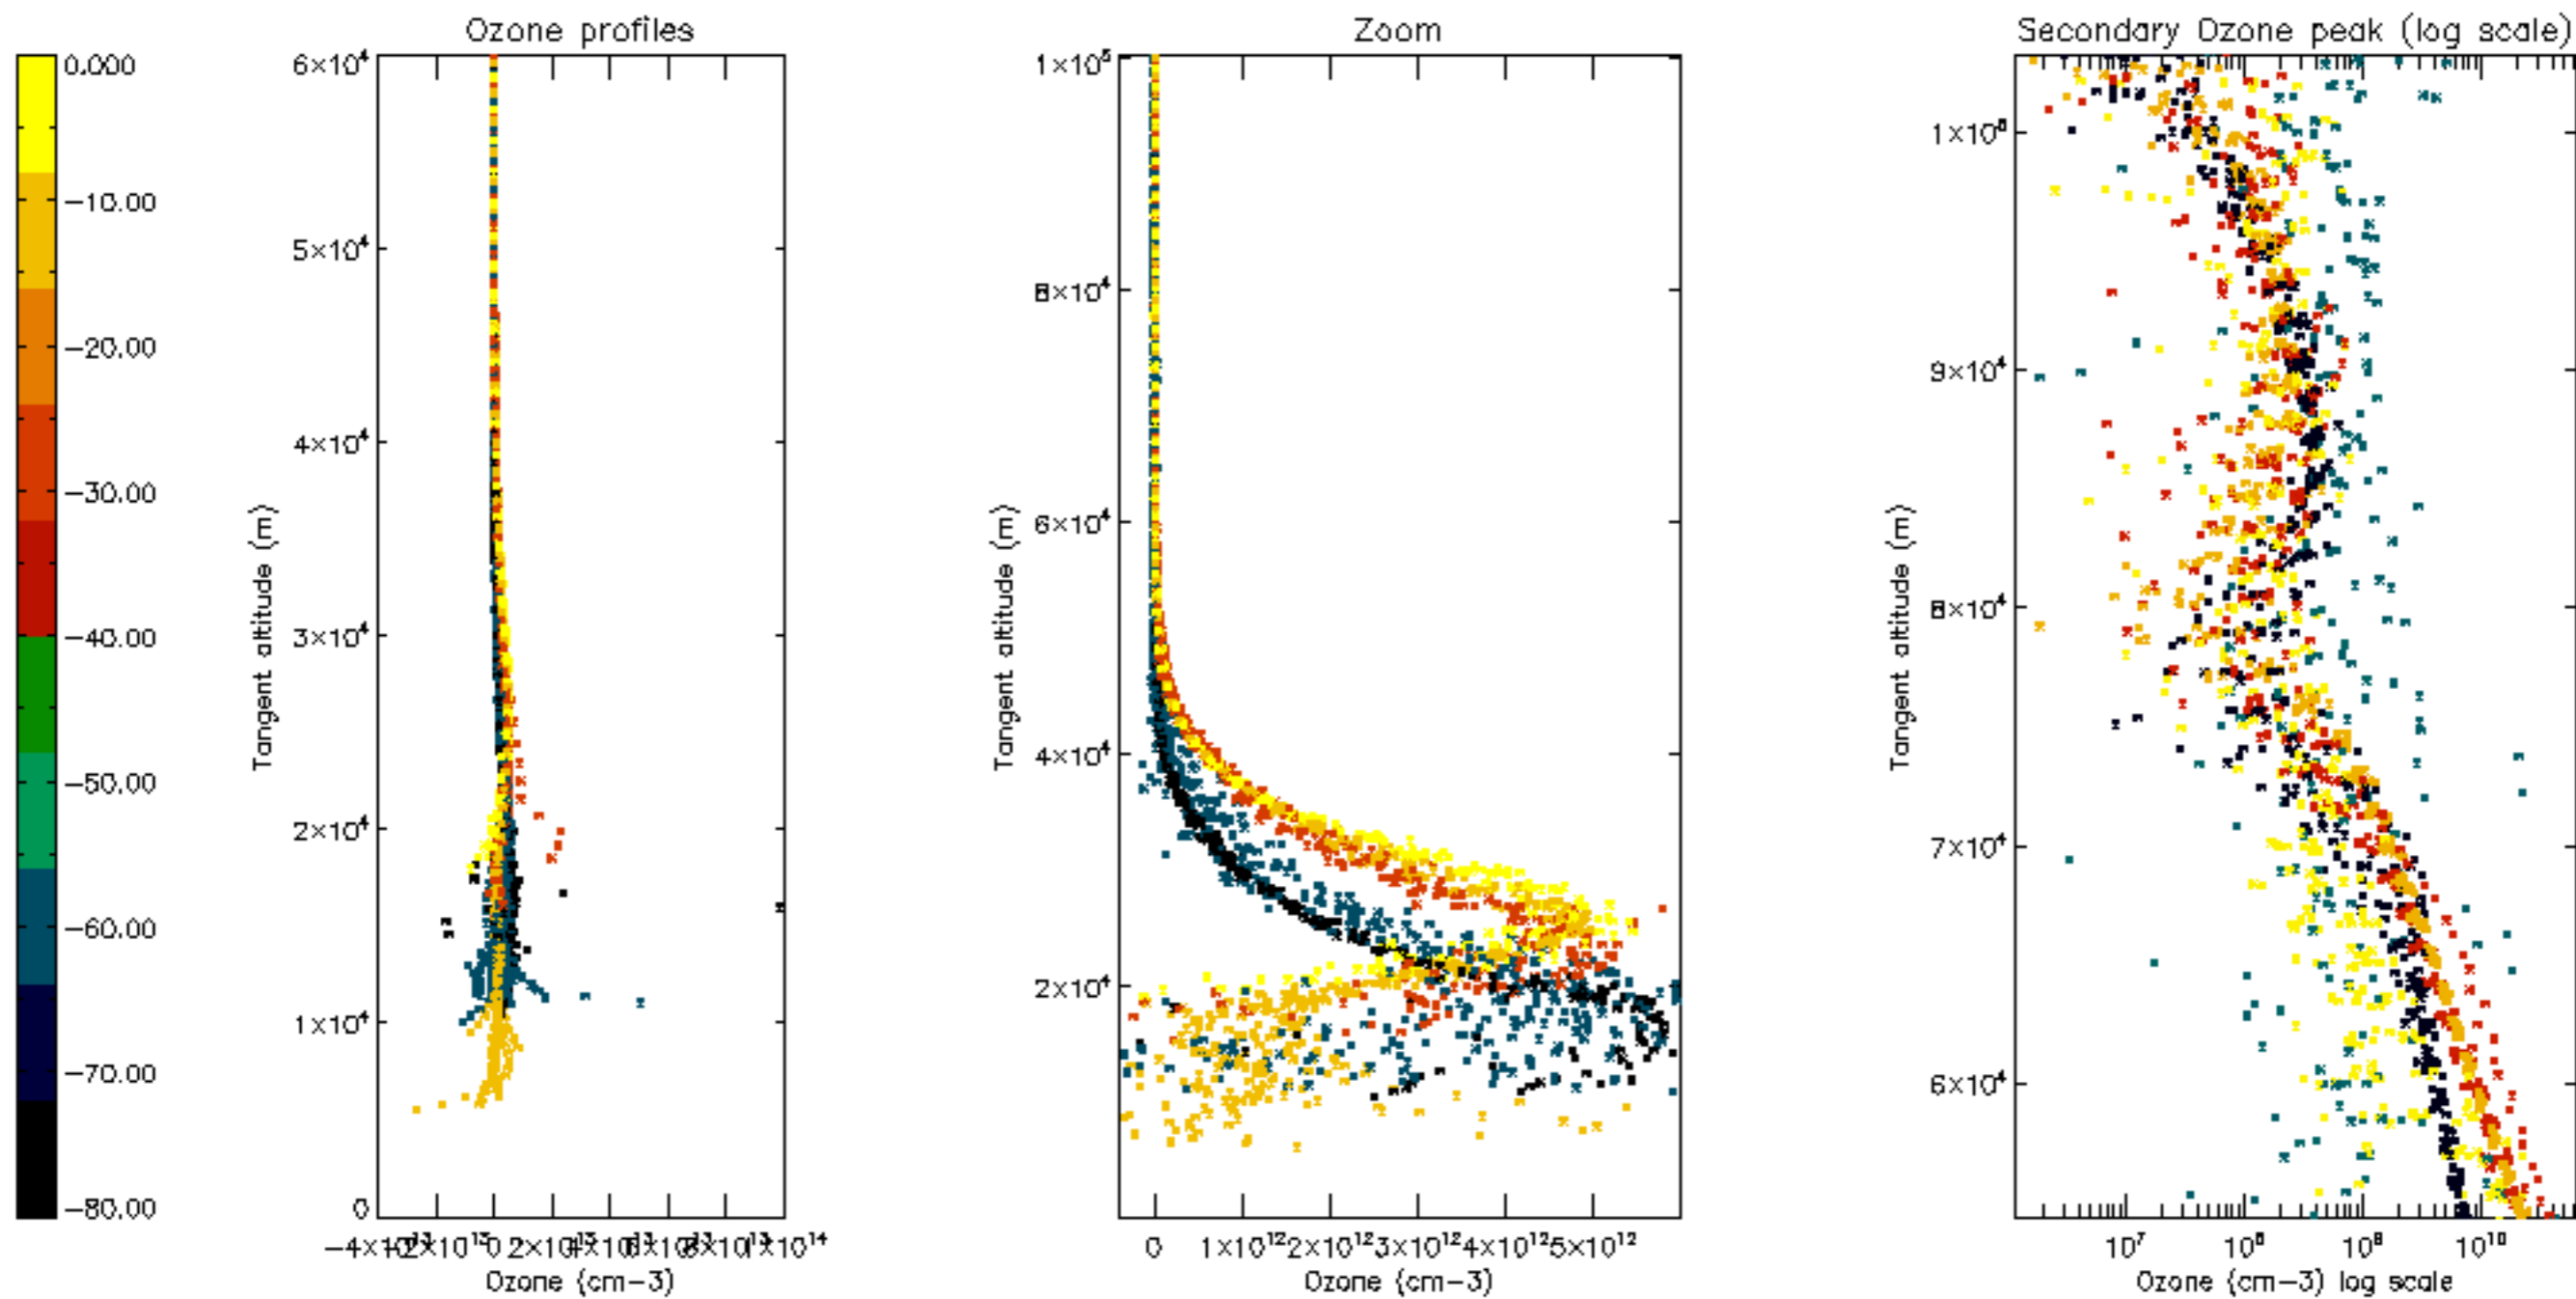 Ozone profiles
Zoom
Secondary Ozone peak (log scale)
0.000
−10.00
−20.00
−30.00
−40.00
−50.00
−60.00
−70.00
−80.00
6×10⁴
5×10⁴
4×10⁴
3×10⁴
2×10⁴
1×10⁴
0
Tangent altitude (m)
0
1×10¹⁴
Ozone (cm−3)
1×10⁵
8×10⁴
6×10⁴
4×10⁴
2×10⁴
Tangent altitude (m)
0 1×10¹² 2×10¹² 3×10¹² 4×10¹² 5×10¹²
Ozone (cm−3)
9×10⁴
8×10⁴
7×10⁴
6×10⁴
Tangent altitude (m)
10⁷ 10⁸ 10⁹ 10¹⁰
Ozone (cm−3) log scale